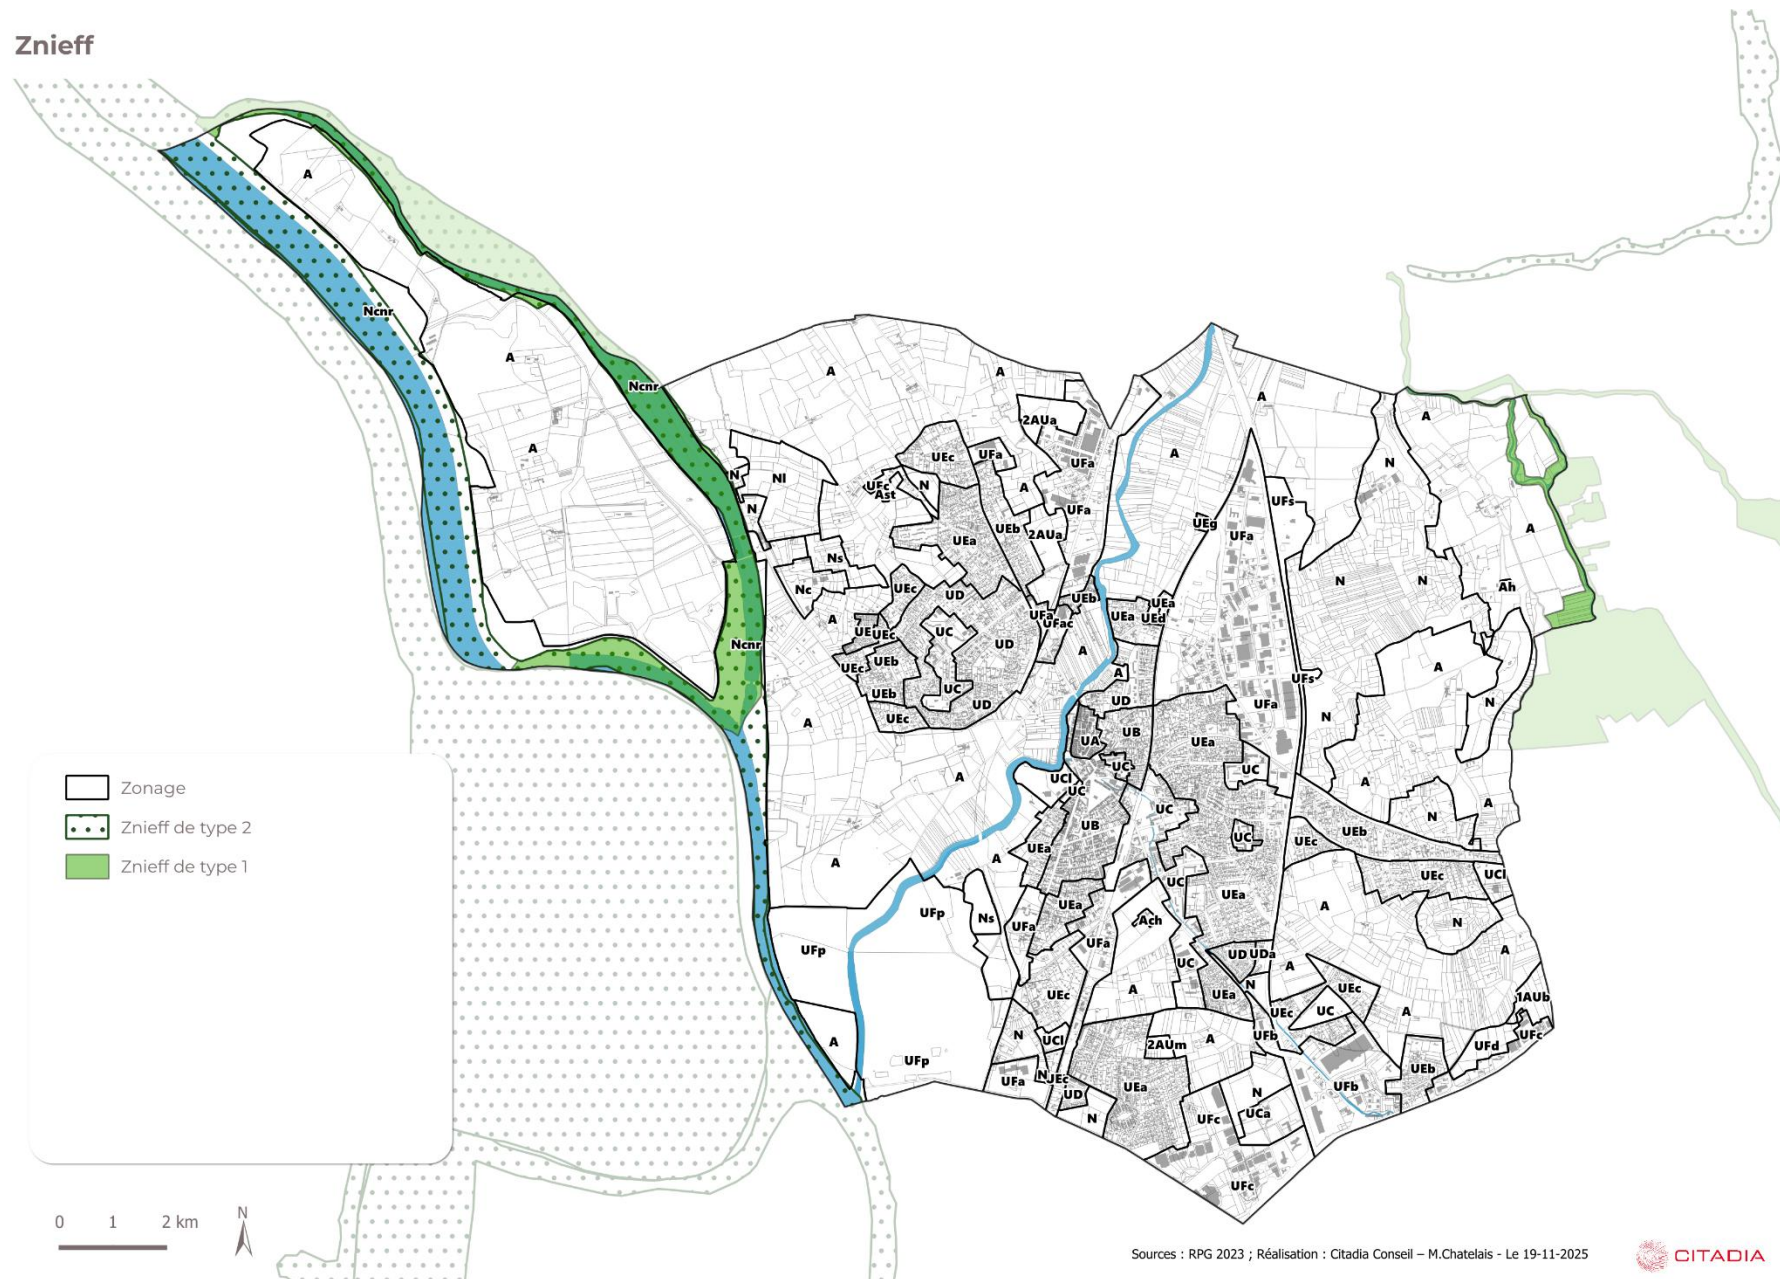 Znieff
A
Ncnr
A
Ncnr
A
A
A
A
A
2AUa
N
A
UEc
UFa
UFa
A
N
Nl
N
UFc
Ast
N
A
UFs
N
UFa
2AUa
UEb
UEg
UFa
A
UEa
Ns
Nc
UEc
UD
UEb
UEa
UEa
UEd
N
N
Ah
A
UEc
UC
UD
UFa
UFac
A
Ncnr
UEc
UEb
UEb
UC
UD
UEc
A
UD
UFs
UFa
A
N
N
A
UA
UB
UEa
UC
UC
A
UCl
UC
UC
A
A
Zonage
Znieff de type 2
Znieff de type 1
UB
UEa
UC
UEc
UEb
N
A
A
UC
UEa
UEc
UCl
UFp
Ns
UEa
UFa
Ach
A
N
UFp
UFa
UC
UD
UDa
A
A
UEc
A
UEa
N
UEc
UEc
UC
A
1AUb
A
UFp
N
UCl
2AUm
A
UFb
UFd
UFc
UFa
N
UEc
UD
UEa
N
UFb
UEb
N
UFc
UCa
UFc
0 1 2 km
N
Sources : RPG 2023 ; Réalisation : Citadia Conseil – M.Chatelais - Le 19-11-2025
CITADIA